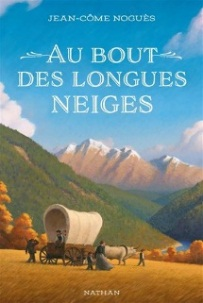 JEAN-CÔME NOGUÈS
AU BOUT
DES LONGUES
NEIGES
NATHAN